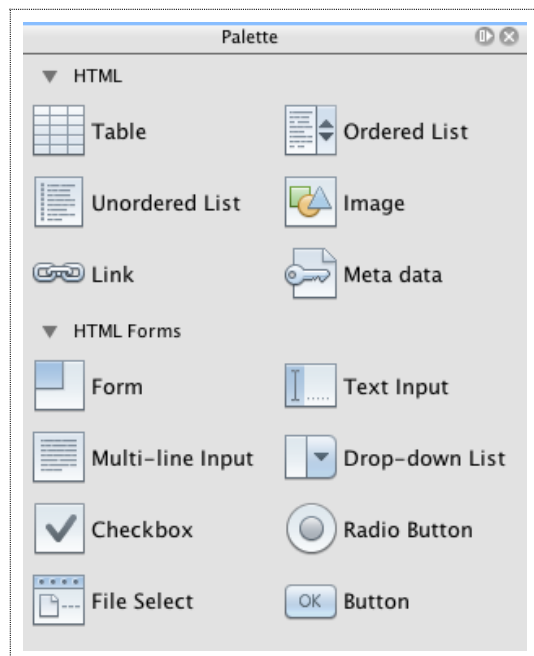 Palette
HTML
Table
Ordered List
Unordered List
Image
Link
Meta data
HTML Forms
Form
Text Input
Multi-line Input
Drop-down List
Checkbox
Radio Button
File Select
OK
Button